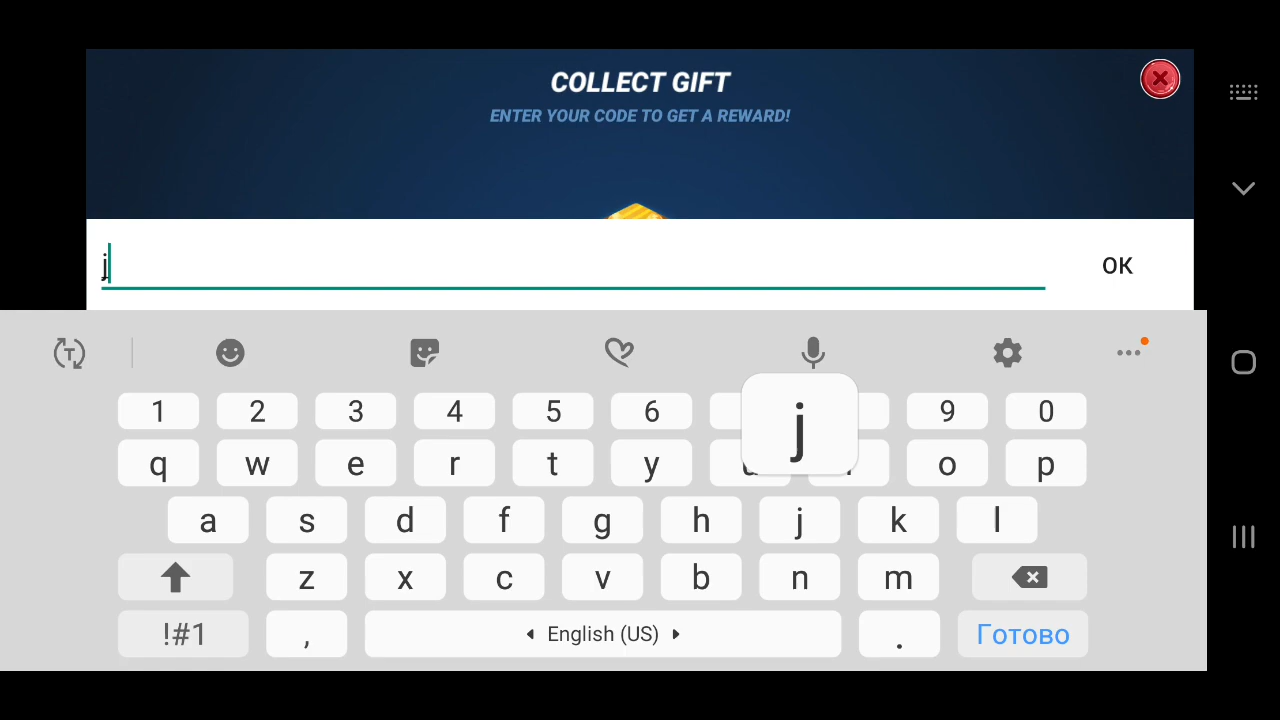 COLLECT GIFT
ENTER YOUR CODE TO GET A REWARD!
j
ОК
1 2 3 4 5 6 9 0
j
q w e r t y o p
a s d f g h j k l
z x c v b n m
!#1 , English (US) . Готово